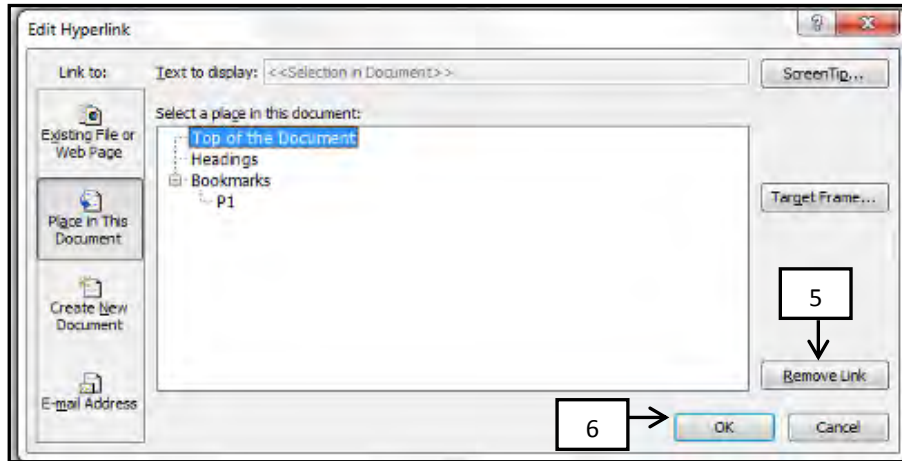 Edit Hyperlink
Link to:
Text to display: <<Selection in Document>>
ScreenTip...
Select a place in this document:
Existing File or
Web Page
Top of the Document
Headings
Bookmarks
P1
Place in This
Document
Target Frame...
Create New
Document
5
E-mail Address
Remove Link
6
OK
Cancel